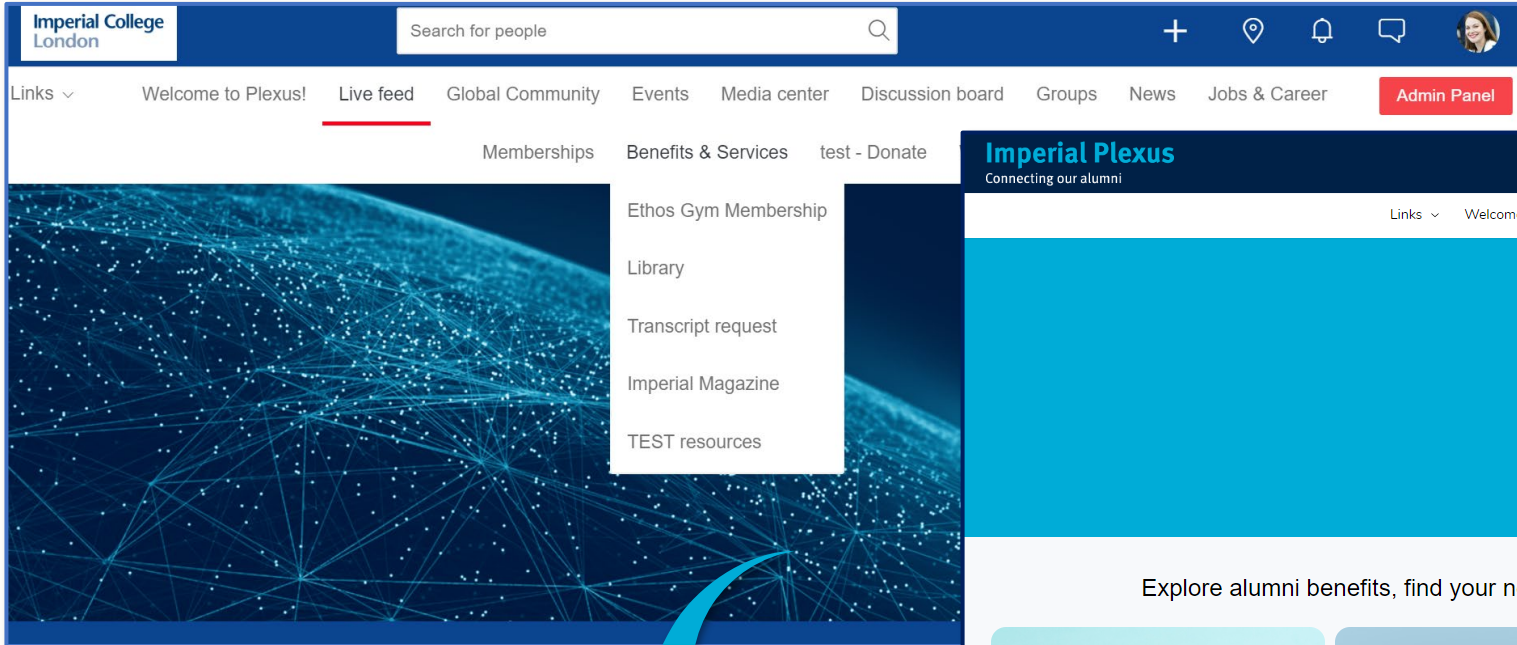 Imperial College
London
Search for people
Links
Welcome to Plexus!
Live feed
Global Community
Events
Media center
Discussion board
Groups
News
Jobs & Career
Admin Panel
Memberships
Benefits & Services
test - Donate
Ethos Gym Membership
Library
Transcript request
Imperial Magazine
TEST resources
Imperial Plexus
Connecting our alumni
Links
Welcom
Explore alumni benefits, find your n